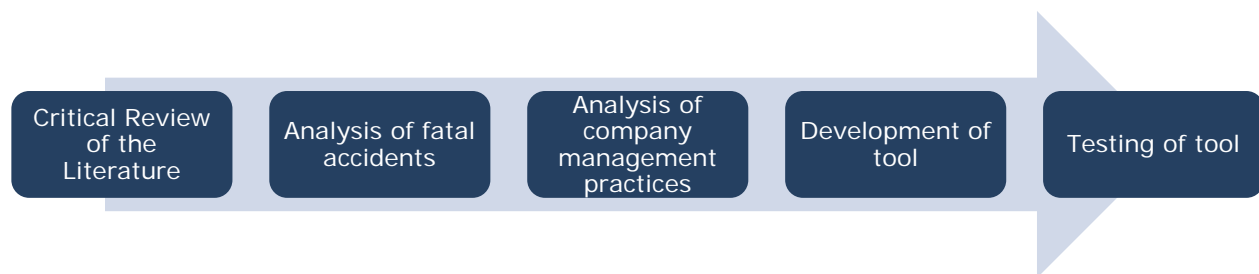 Critical Review
of the
Literature
Analysis of fatal
accidents
Analysis of
company
management
practices
Development of
tool
Testing of tool